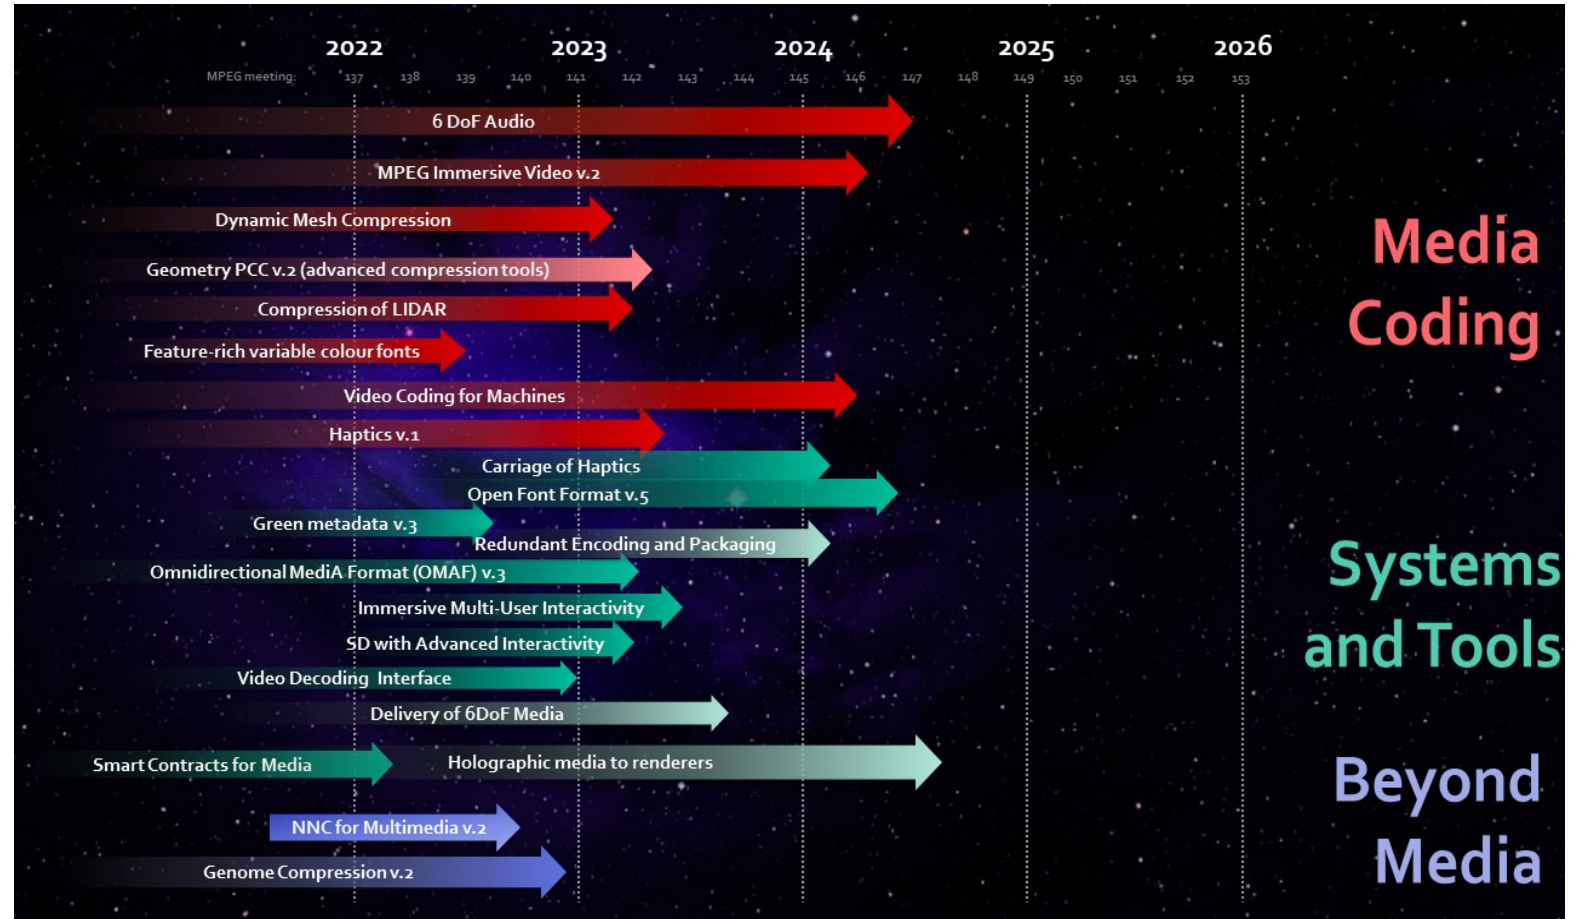 2022 2023 2024 2025 2026
MPEG meeting: 137 138 139 140 141 142 143 144 145 146 147 148 149 150 151 152 153
6 DoF Audio
MPEG Immersive Video v.2
Dynamic Mesh Compression
Geometry PCC v.2 (advanced compression tools)
Compression of LIDAR
Feature-rich variable colour fonts
Video Coding for Machines
Haptics v.1
Media
Coding
Carriage of Haptics
Open Font Format v.5
Green metadata v.3
Redundant Encoding and Packaging
Omnidirectional MediA Format (OMAF) v.3
Immersive Multi-User Interactivity
SD with Advanced Interactivity
Video Decoding Interface
Delivery of 6DoF Media
Smart Contracts for Media
Holographic media to renderers
Systems
and Tools
NNC for Multimedia v.2
Genome Compression v.2
Beyond
Media